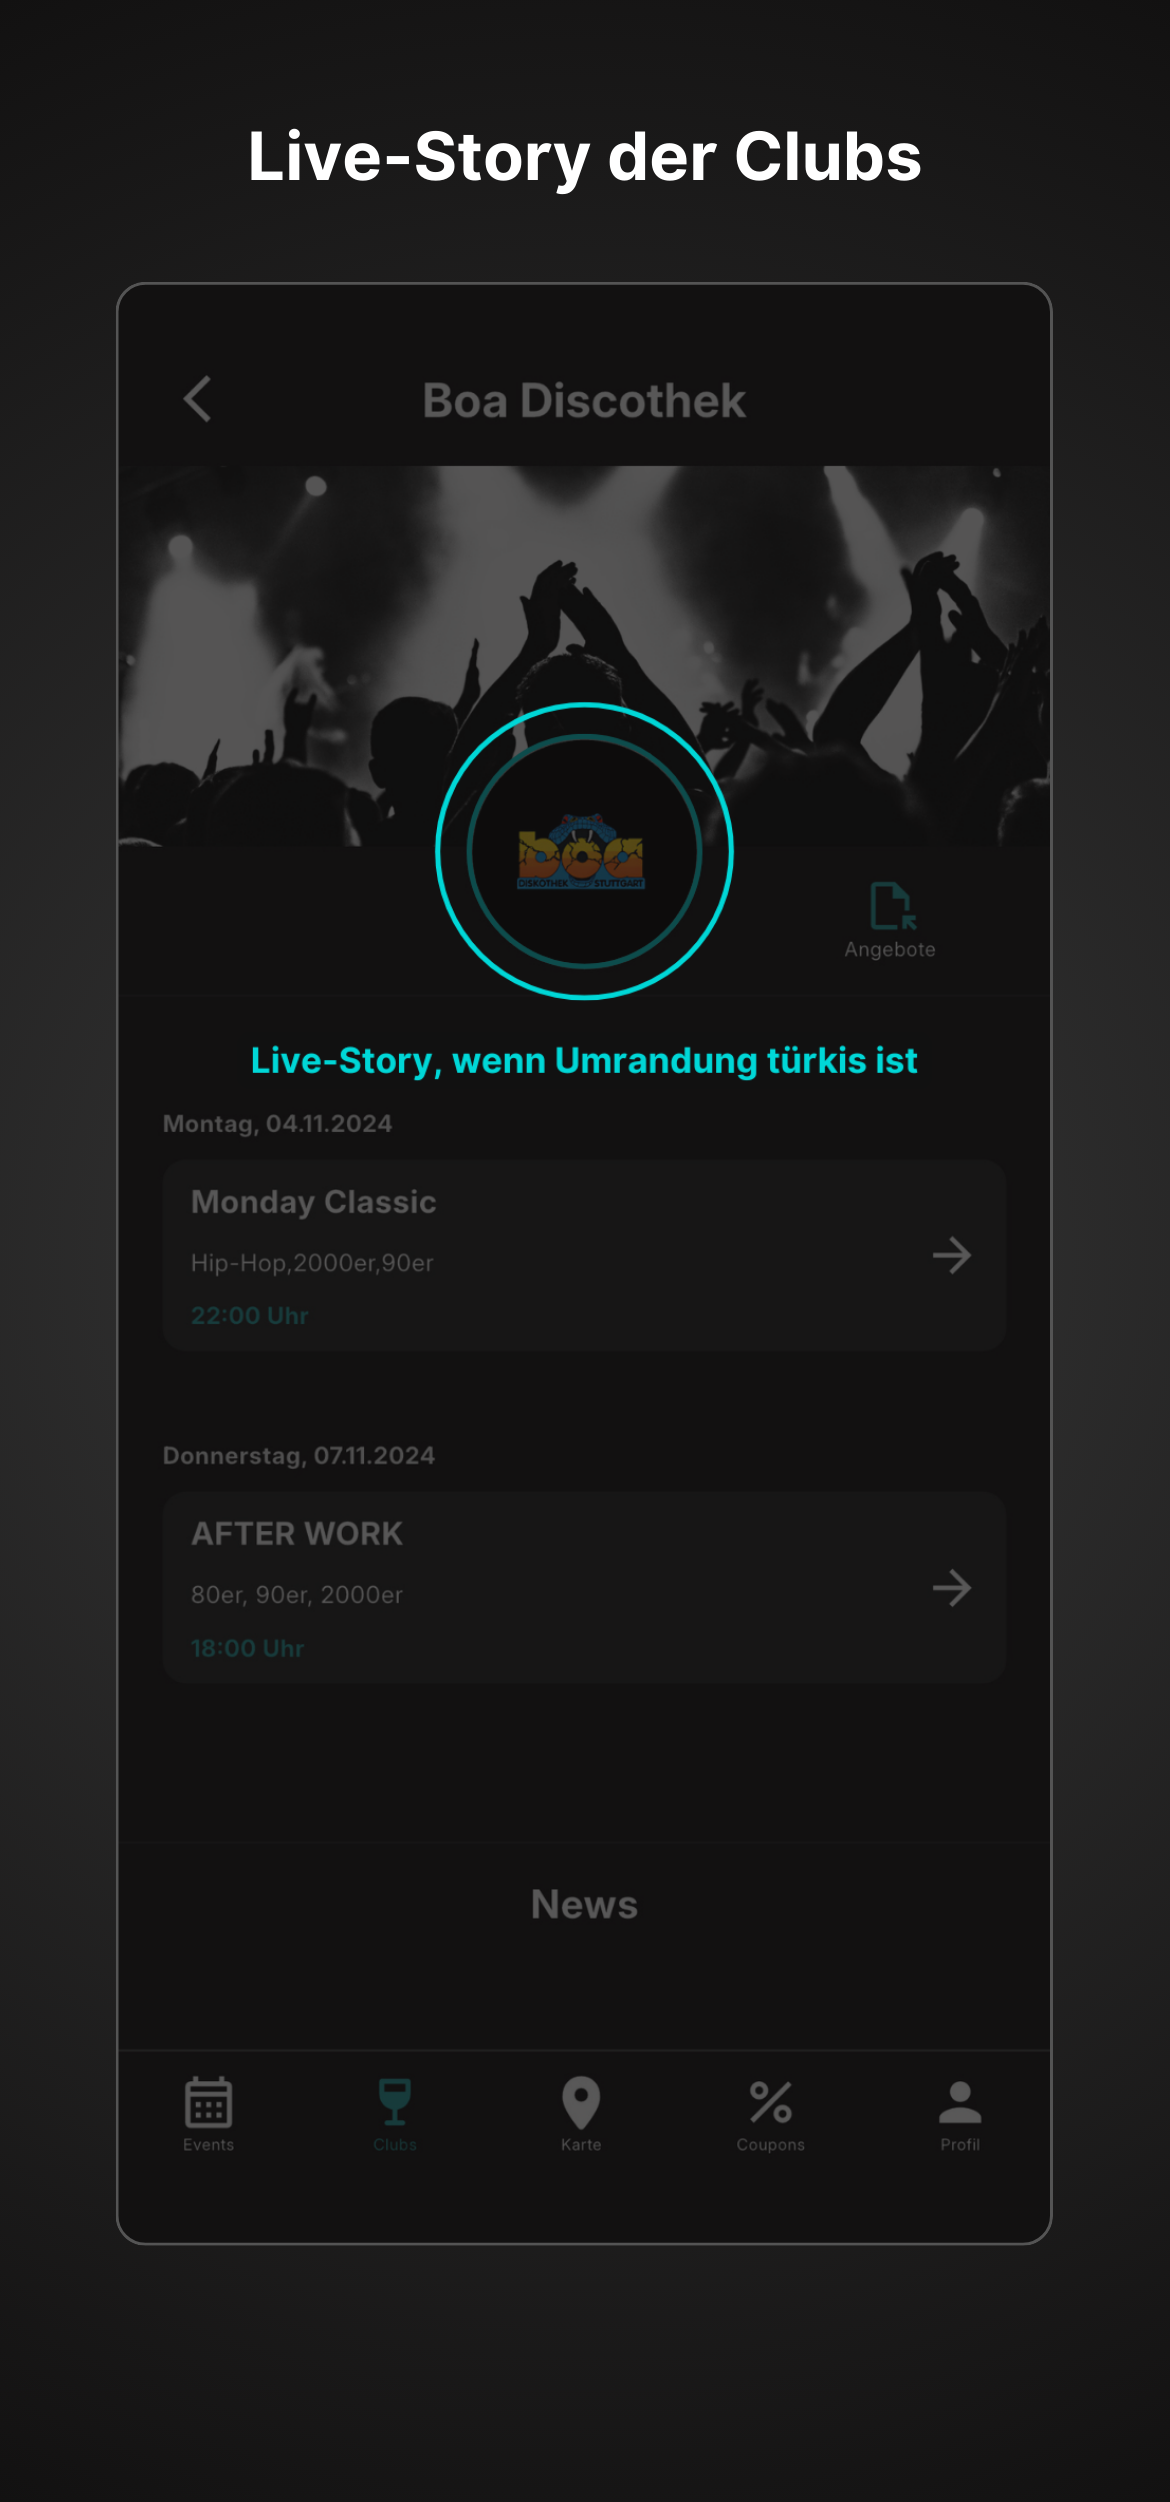 Live-Story der Clubs
Boa Discothek
boa
DISKOTHEK STUTTGART
Angebote
Live-Story, wenn Umrandung türkis ist
Montag, 04.11.2024
Monday Classic
Hip-Hop,2000er,90er
22:00 Uhr
Donnerstag, 07.11.2024
AFTER WORK
80er, 90er, 2000er
18:00 Uhr
News
Events
Clubs
Karte
Coupons
Profil